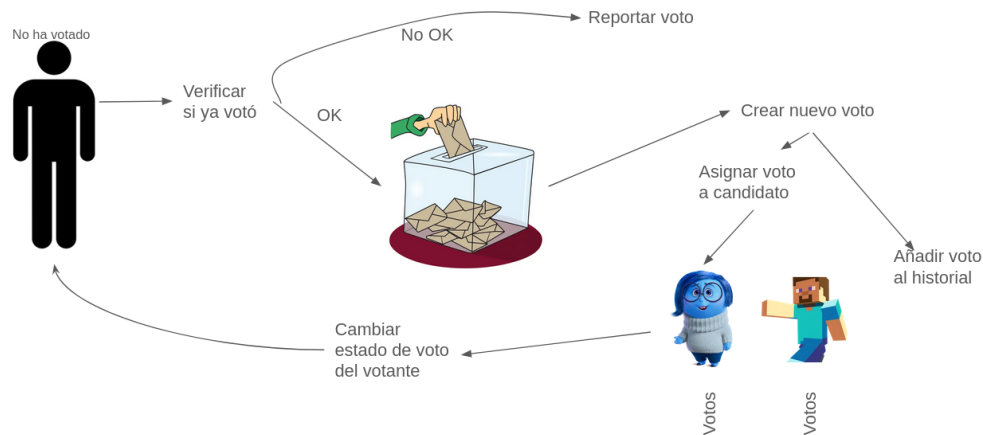 Reportar voto
No OK
No ha votado
Verificar
si ya votó
OK
Crear nuevo voto
Asignar voto
a candidato
Añadir voto
al historial
Cambiar
estado de voto
del votante
Votos
Votos